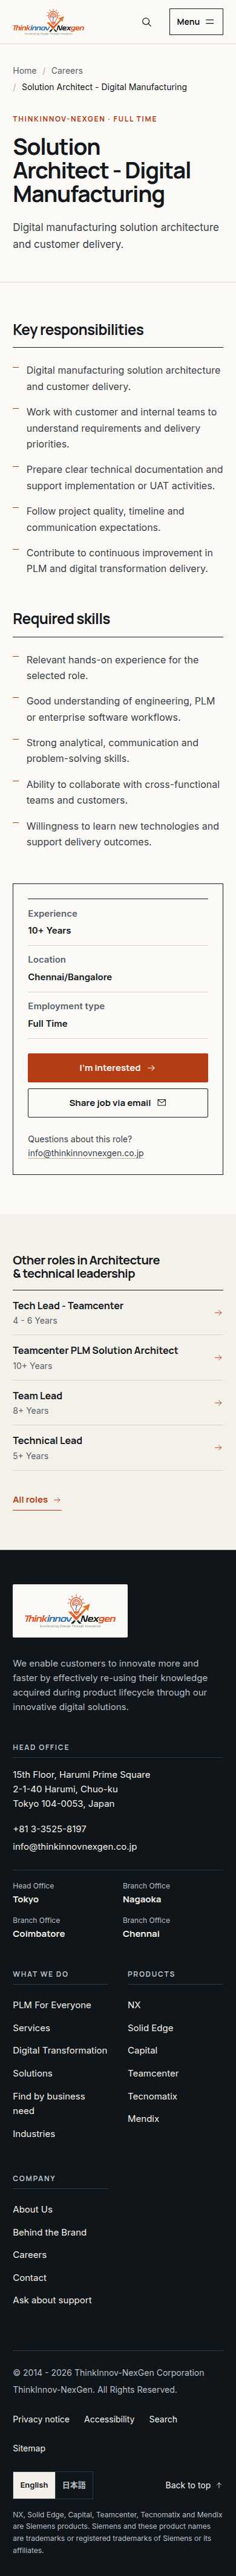 ThinkinnovXNexgen
Menu
Home / Careers
/ Solution Architect - Digital Manufacturing
THINKINNOV-NEXGEN · FULL TIME
Solution
Architect - Digital
Manufacturing
Digital manufacturing solution architecture
and customer delivery.
Key responsibilities
— Digital manufacturing solution architecture
and customer delivery.
— Work with customer and internal teams to
understand requirements and delivery
priorities.
— Prepare clear technical documentation and
support implementation or UAT activities.
— Follow project quality, timeline and
communication expectations.
— Contribute to continuous improvement in
PLM and digital transformation delivery.
Required skills
— Relevant hands-on experience for the
selected role.
— Good understanding of engineering, PLM
or enterprise software workflows.
— Strong analytical, communication and
problem-solving skills.
— Ability to collaborate with cross-functional
teams and customers.
— Willingness to learn new technologies and
support delivery outcomes.
Experience
10+ Years
Location
Chennai/Bangalore
Employment type
Full Time
I'm Interested →
Share job via email
Questions about this role?
info@thinkinnovnexgen.co.jp
Other roles in Architecture
& technical leadership
Tech Lead - Teamcenter
4 - 6 Years →
Teamcenter PLM Solution Architect
10+ Years →
Team Lead
8+ Years →
Technical Lead
5+ Years →
All roles →
ThinkinnovXNexgen
We enable customers to innovate more and
faster by effectively re-using their knowledge
acquired during product lifecycle through our
innovative digital solutions.
HEAD OFFICE
15th Floor, Harumi Prime Square
2-1-40 Harumi, Chuo-ku
Tokyo 104-0053, Japan
+81 3-3525-8197
info@thinkinnovnexgen.co.jp
Head Office
Tokyo
Branch Office
Nagaoka
Branch Office
Coimbatore
Branch Office
Chennai
WHAT WE DO
PLM For Everyone
Services
Digital Transformation
Solutions
Find by business
need
Industries
PRODUCTS
NX
Solid Edge
Capital
Teamcenter
Tecnomatix
Mendix
COMPANY
About Us
Behind the Brand
Careers
Contact
Ask about support
© 2014 - 2026 ThinkInnov-NexGen Corporation
ThinkInnov-NexGen. All Rights Reserved.
Privacy notice Accessibility Search
Sitemap
English 日本語 Back to top ↑
NX, Solid Edge, Capital, Teamcenter, Tecnomatix and Mendix
are Siemens products. Siemens and these product names
are trademarks or registered trademarks of Siemens or its
affiliates.